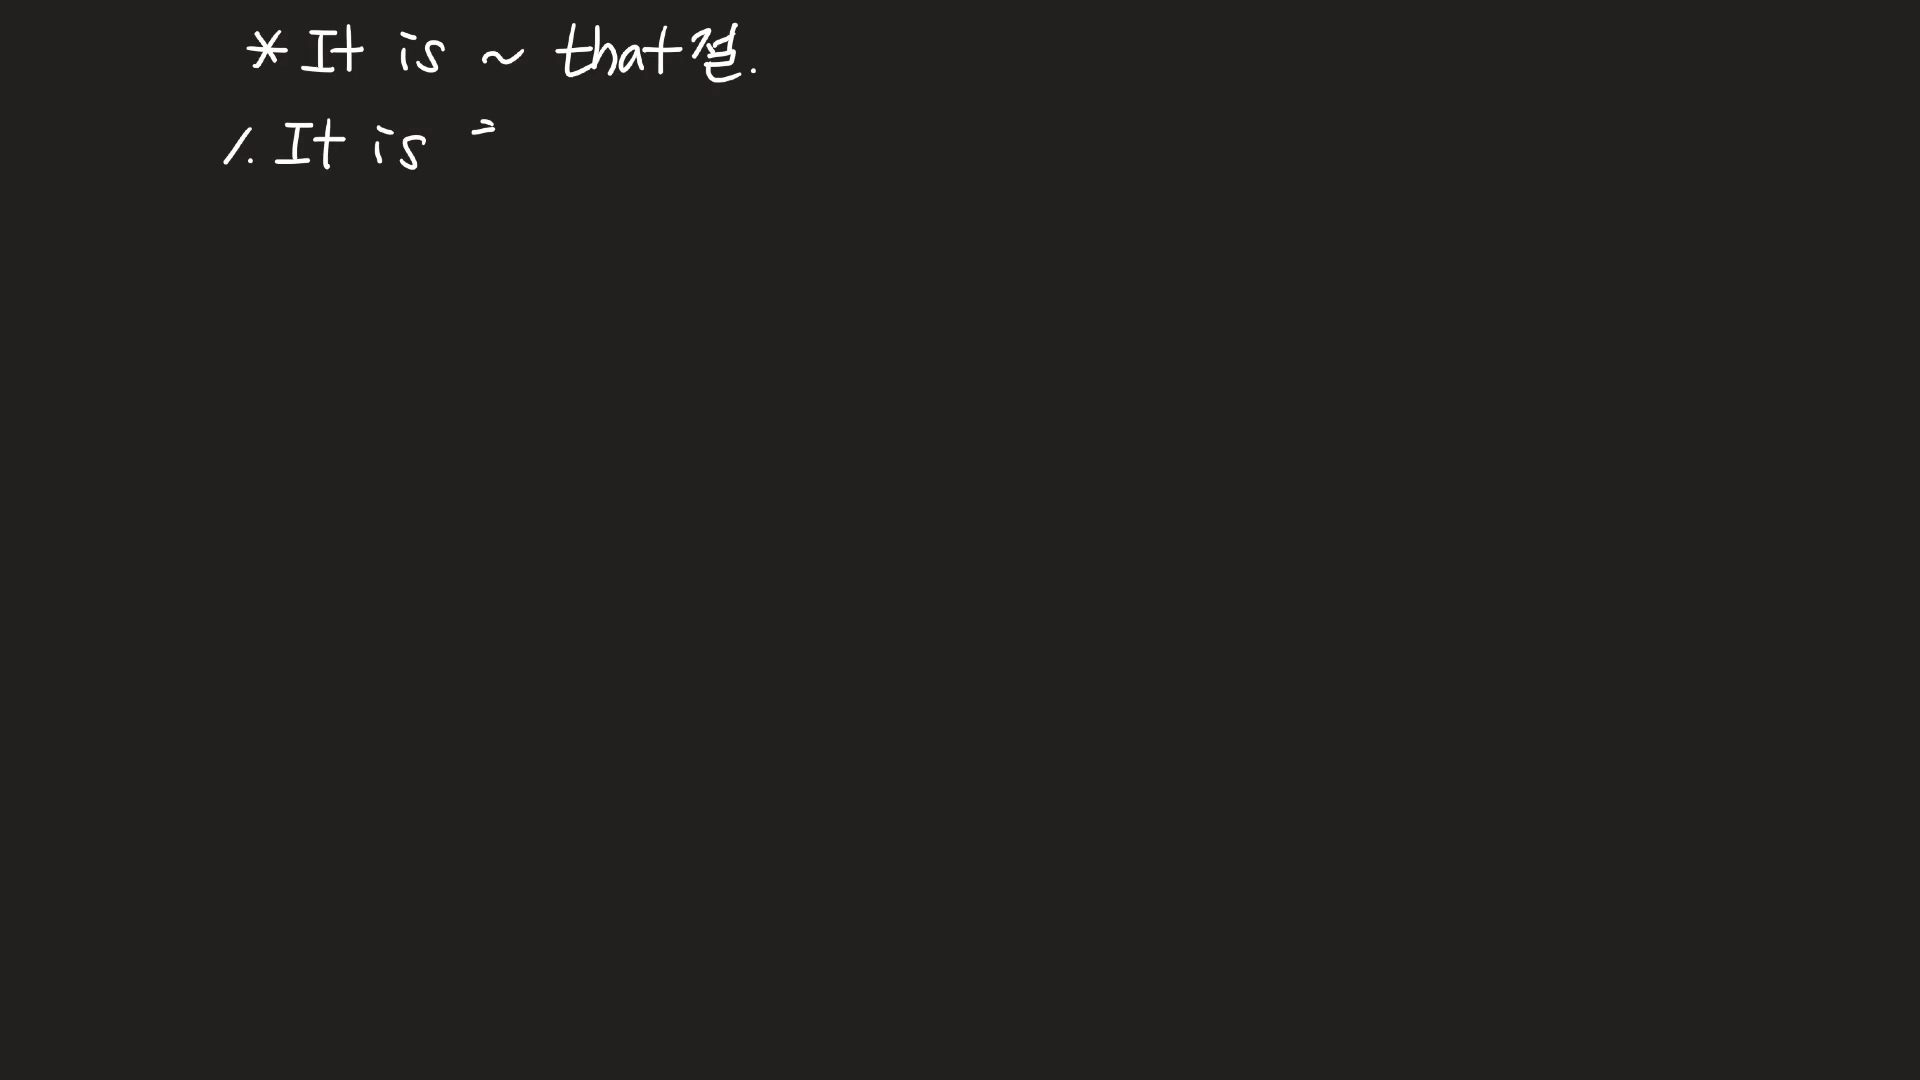 *It is ~ that절.
1. It is